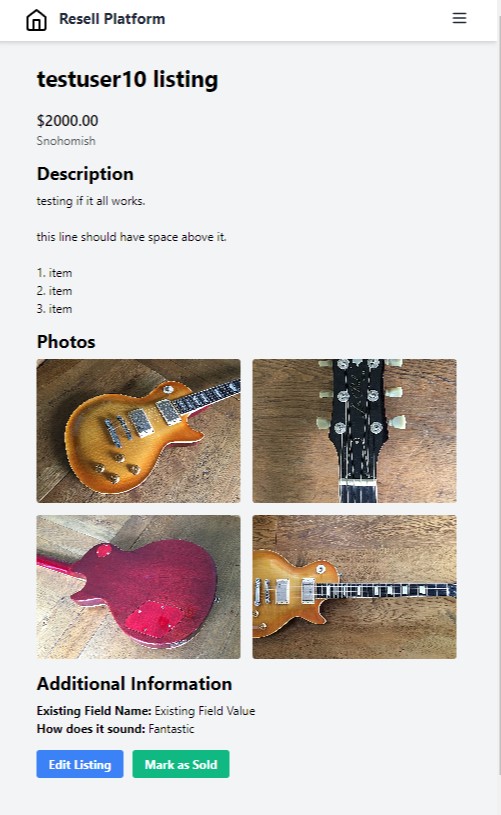 Resell Platform
testuser10 listing
$2000.00
Snohomish
Description
testing if it all works.
this line should have space above it.
1. item
2. item
3. item
Photos
Additional Information
Existing Field Name: Existing Field Value
How does it sound: Fantastic
Edit Listing
Mark as Sold